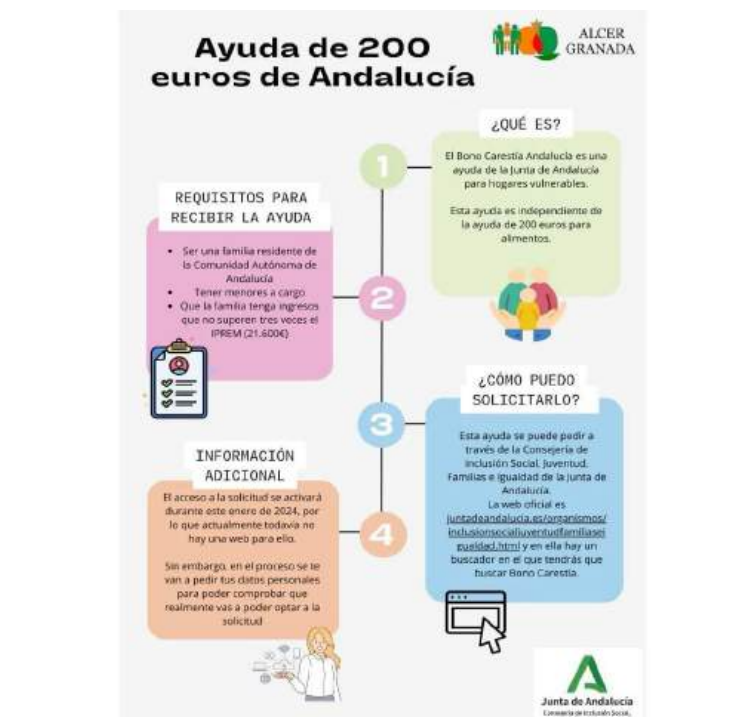 Ayuda de 200
euros de Andalucía
ALCER
GRANADA
1
¿QUÉ ES?
El Bono Carestía Andalucía es una
ayuda de la Junta de Andalucía
para hogares vulnerables.
Esta ayuda es independiente de
la ayuda de 200 euros para
alimentos.
2
REQUISITOS PARA
RECIBIR LA AYUDA
• Ser una familia residente de
la Comunidad Autónoma de
Andalucía
• Tener menores a cargo
• Que la familia tenga ingresos
que no superen tres veces el
IPREM (21.600€)
3
¿CÓMO PUEDO
SOLICITARLO?
Esta ayuda se puede pedir a
través de la Consejería de
Inclusión Social, Juventud,
Familias e Igualdad de la Junta de
Andalucía.
La web oficial es
juntadeandalucia.es/organismos/
inclusionsocialjuventudfamiliasei
gualdad.html y en ella hay un
buscador en el que tendrás que
buscar Bono Carestía.
4
INFORMACIÓN
ADICIONAL
El acceso a la solicitud se activará
durante este enero de 2024, por
lo que actualmente todavía no
hay una web para ello.
Sin embargo, en el proceso se te
van a pedir tus datos personales
para poder comprobar que
realmente vas a poder optar a la
solicitud
Junta de Andalucía
Consejería de Inclusión Social,